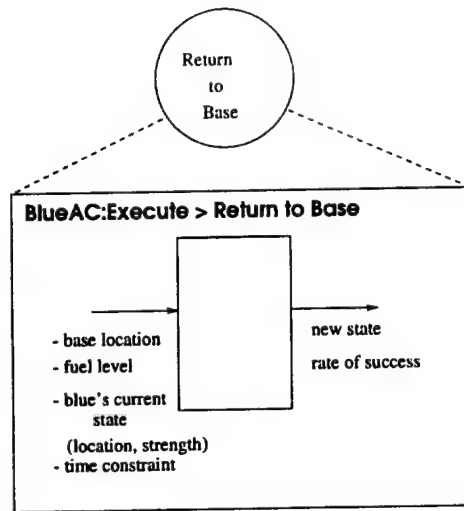 Return
to
Base
BlueAC:Execute > Return to Base
- base location
- fuel level
- blue's current
state
(location, strength)
- time constraint
new state
rate of success